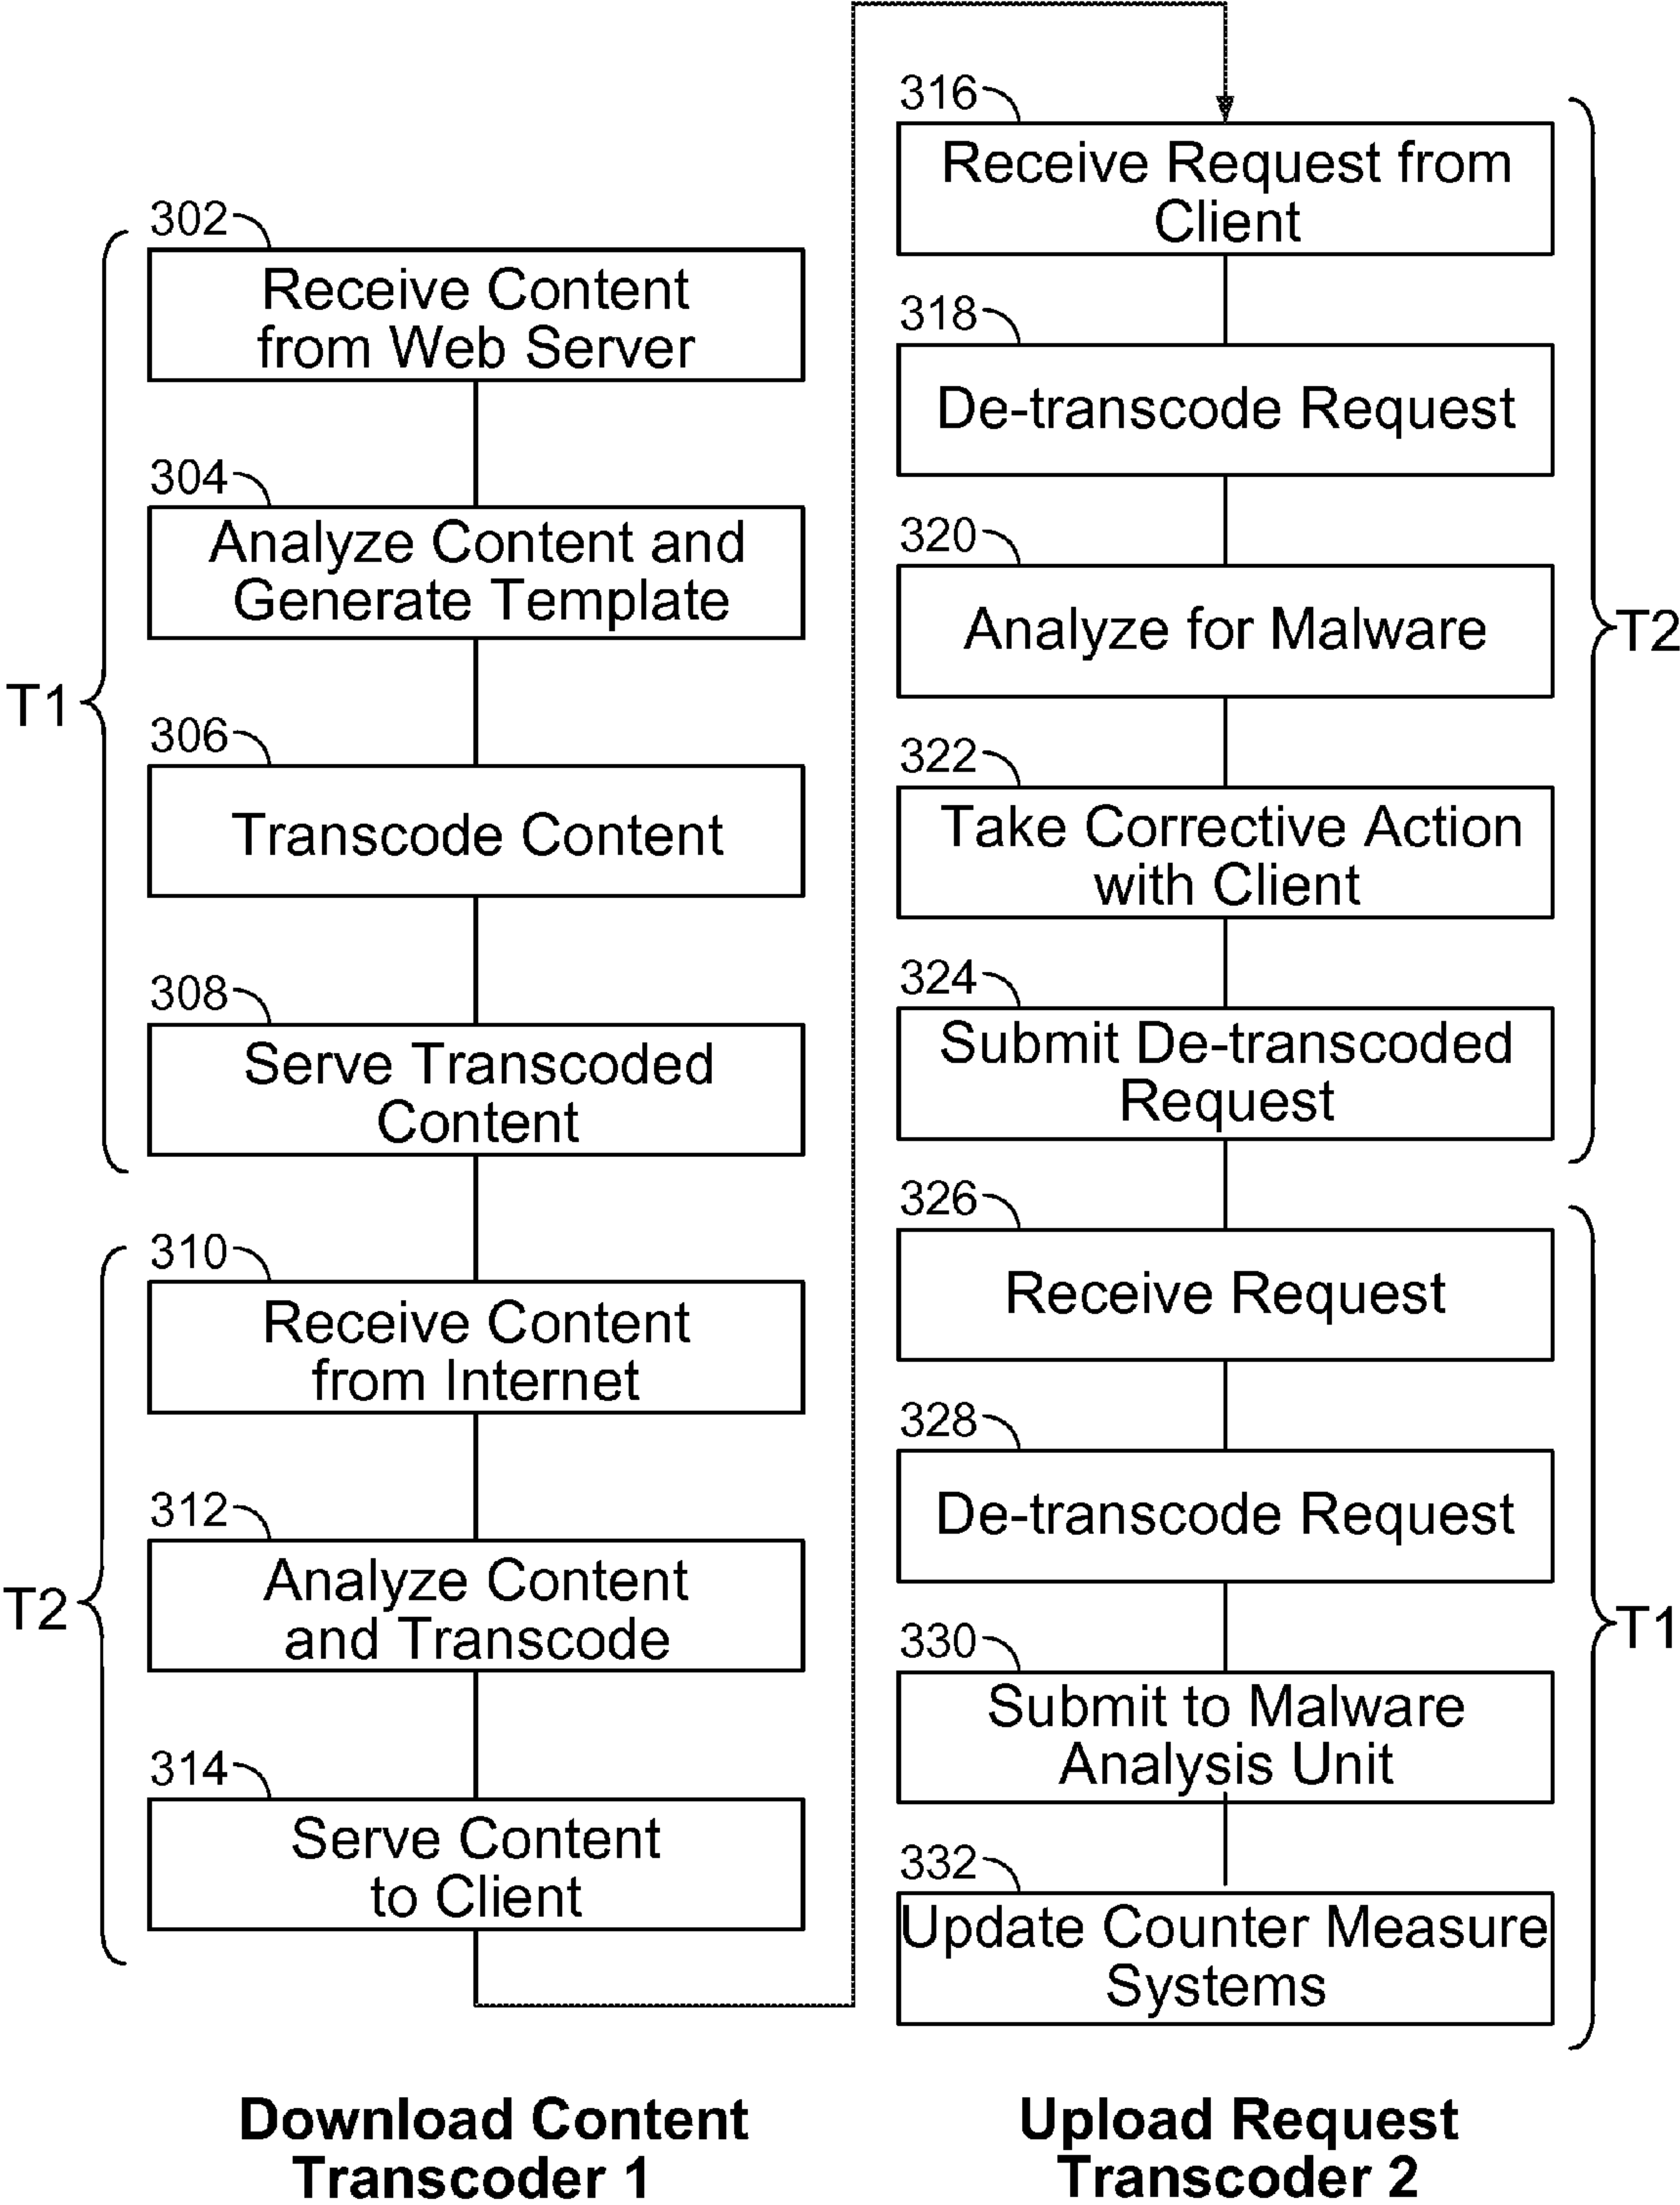 302
Receive Content
from Web Server
304
Analyze Content and
Generate Template
306
Transcode Content
308
Serve Transcoded
Content
T1
310
Receive Content
from Internet
312
Analyze Content
and Transcode
314
Serve Content
to Client
T2
Download Content
Transcoder 1
316
Receive Request from
Client
318
De-transcode Request
320
Analyze for Malware
322
Take Corrective Action
with Client
324
Submit De-transcoded
Request
T2
326
Receive Request
328
De-transcode Request
330
Submit to Malware
Analysis Unit
332
Update Counter Measure
Systems
T1
Upload Request
Transcoder 2